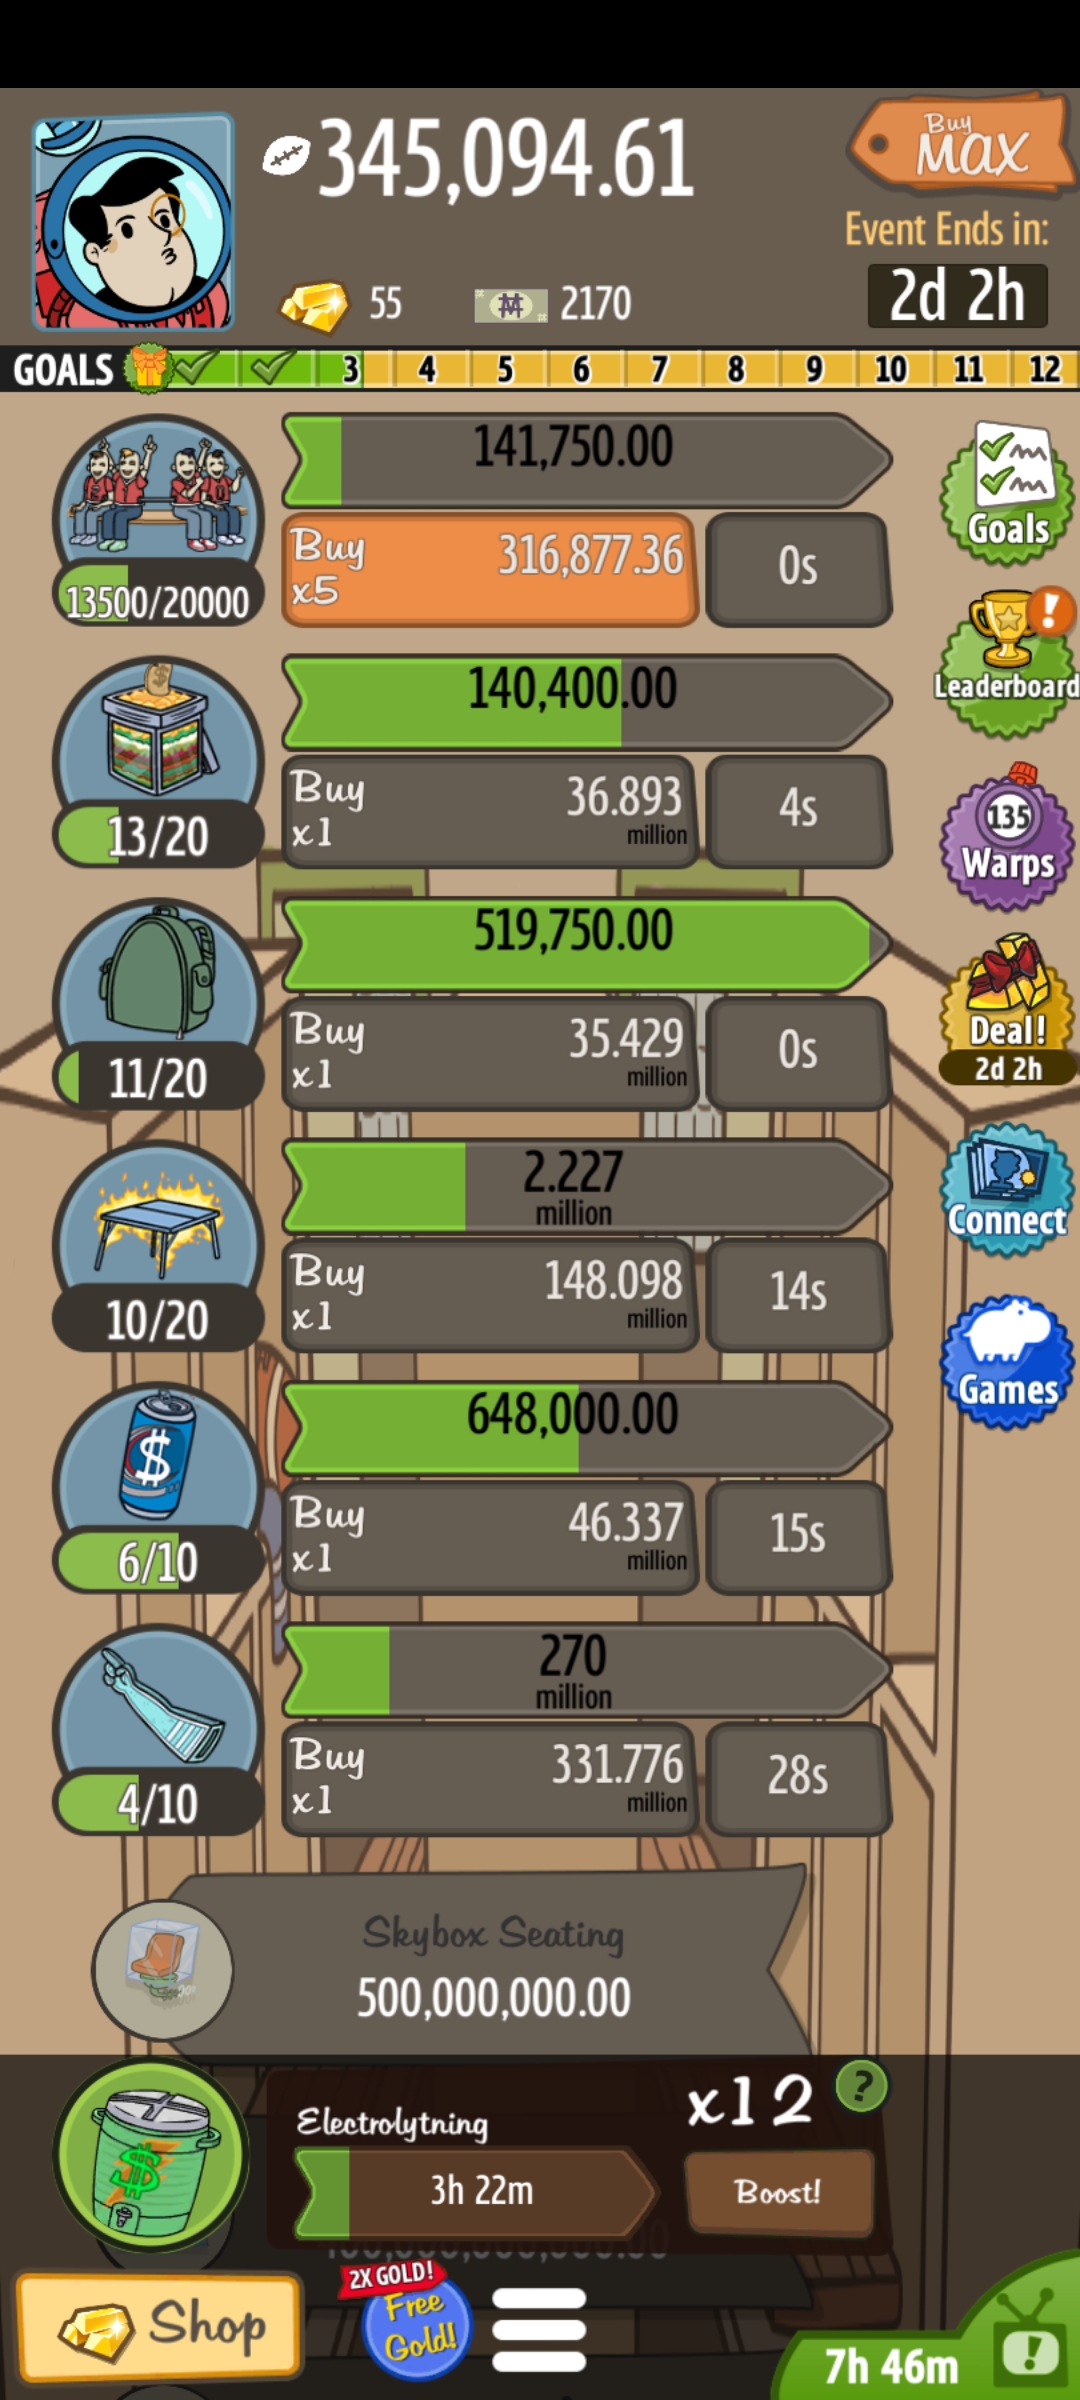 345,094.61
Buy
MAX
Event Ends in:
55
2170
2d 2h
GOALS 3 4 5 6 7 8 9 10 11 12
141,750.00
Buy
x5
316,877.36
0s
13500/20000
Goals
140,400.00
Leaderboard
Buy
x1
36.893
million
4s
13/20
135
Warps
519,750.00
Buy
x1
35.429
million
0s
11/20
Deal!
2d 2h
2.227
million
Buy
x1
148.098
million
14s
10/20
Connect
648,000.00
Games
Buy
x1
46.337
million
15s
6/10
270
million
Buy
x1
331.776
million
28s
4/10
Skybox Seating
500,000,000.00
Electrolytning
x12
?
3h 22m
Boost!
Shop
2X GOLD!
Free
Gold!
7h 46m